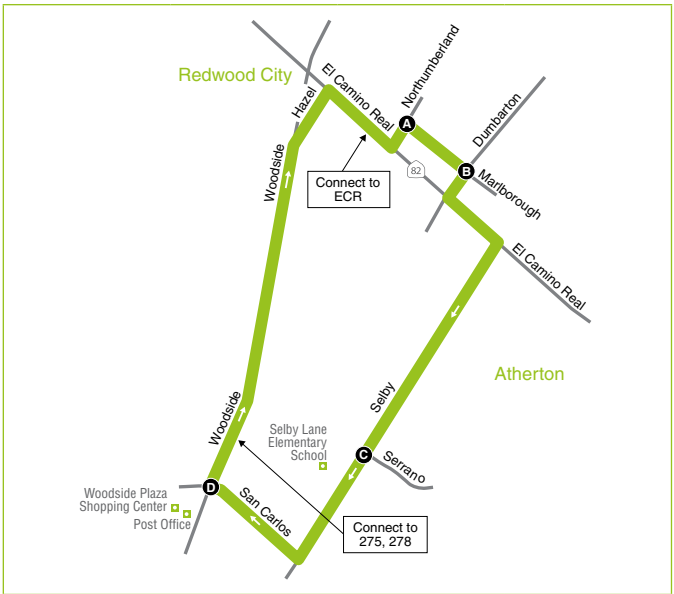 Redwood City
El Camino Real
Northumberland
Hazel
A
Dumbarton
82
B
Marlborough
Woodside
Connect to
ECR
El Camino Real
Atherton
Selby
Woodside
Selby Lane
Elementary
School
C
Serrano
D
Woodside Plaza
Shopping Center
Post Office
San Carlos
Connect to
275, 278